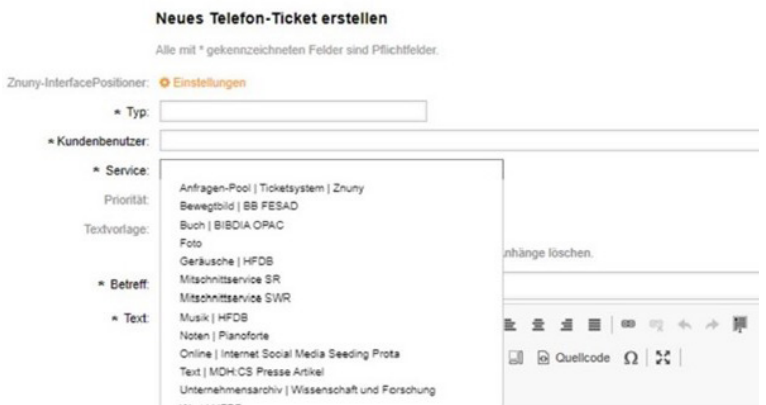 Neues Telefon-Ticket erstellen
Alle mit * gekennzeichneten Felder sind Pflichtfelder.
Znuny-InterfacePositioner: Einstellungen
* Typ:
* Kundenbenutzer:
* Service:
Anfragen-Pool | Ticketsystem | Znuny
Priorität:
Bewegtbild | BB FESAD
Buch | BIBDIA OPAC
Textvorlage:
Foto
nhänge löschen.
Geräusche | HFDB
Mitschnittservice SR
* Betreff:
Mitschnittservice SWR
* Text:
Musik | HFDB
Noten | Pianoforte
Online | Internet Social Media Seeding Prota
Quellcode Ω
Text | MDH:CS Presse Artikel
Unternehmensarchiv | Wissenschaft und Forschung